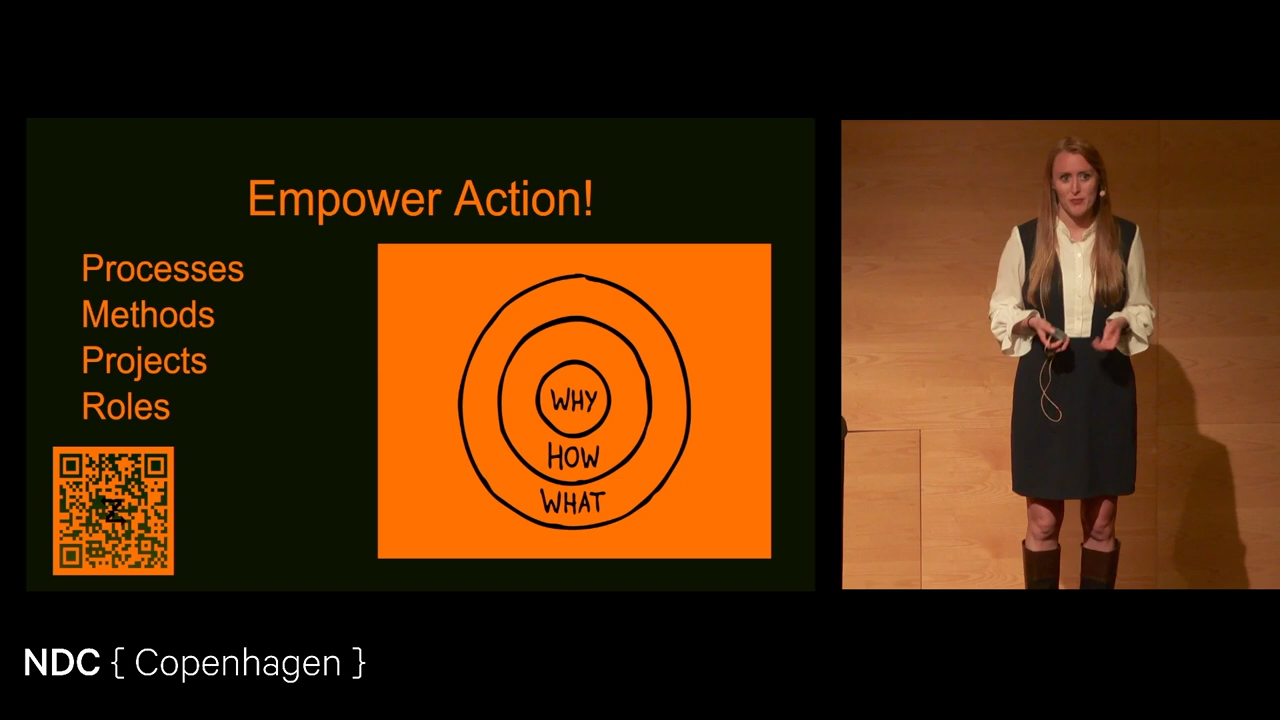 Empower Action!
Processes
Methods
Projects
Roles
WHY
HOW
WHAT
NDC { Copenhagen }